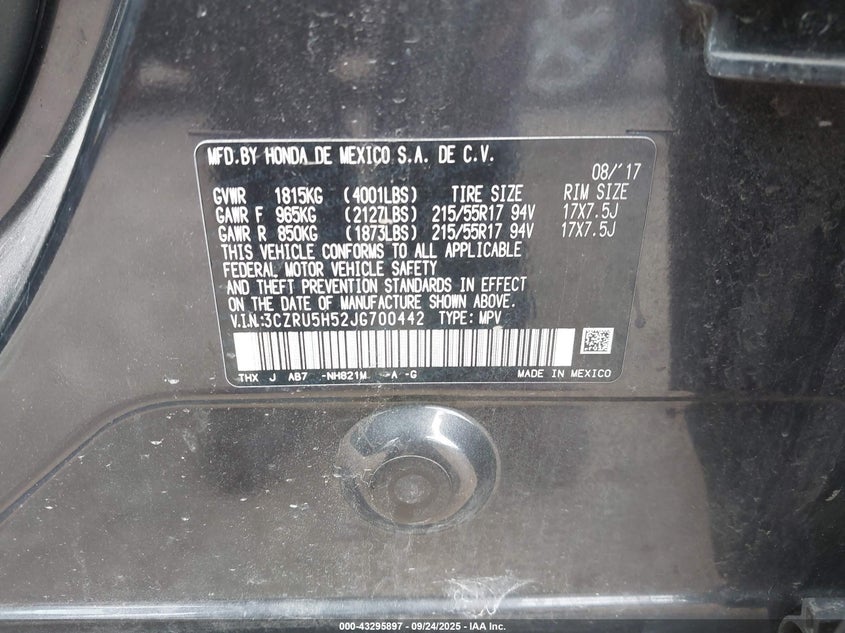 MFD.BY HONDA DE MEXICO S.A. DE C.V.
08/'17
GVWR 1815KG (4001LBS) TIRE SIZE RIM SIZE
GAWR F 965KG (2127LBS) 215/55R17 94V 17X7.5J
GAWR R 850KG (1873LBS) 215/55R17 94V 17X7.5J
THIS VEHICLE CONFORMS TO ALL APPLICABLE
FEDERAL MOTOR VEHICLE SAFETY
AND THEFT PREVENTION STANDARDS IN EFFECT
ON THE DATE OF MANUFACTURE SHOWN ABOVE.
V.I.N.:3CZRU5H52JG700442 TYPE: MPV
THX J AB7 -NH821M -A -G MADE IN MEXICO
000-43295897 - 09/24/2025 - IAA Inc.